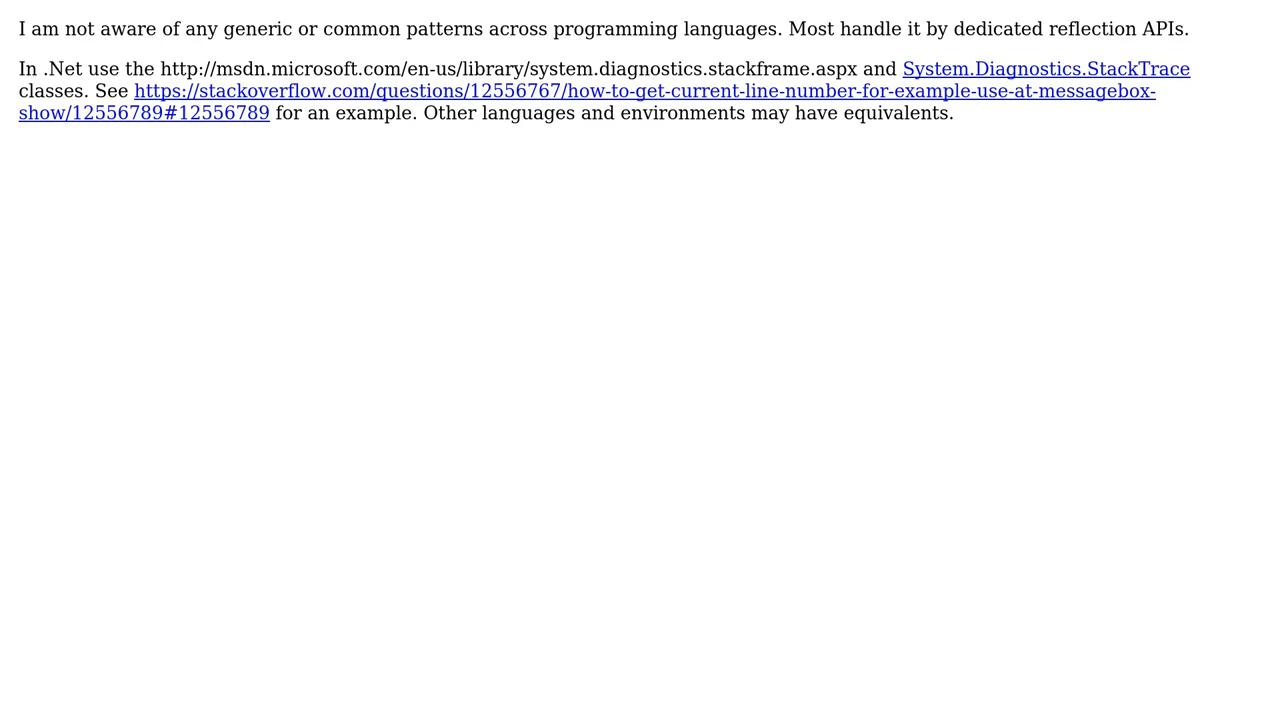 I am not aware of any generic or common patterns across programming languages. Most handle it by dedicated reflection APIs.
In .Net use the http://msdn.microsoft.com/en-us/library/system.diagnostics.stackframe.aspx and System.Diagnostics.StackTrace
classes. See https://stackoverflow.com/questions/12556767/how-to-get-current-line-number-for-example-use-at-messagebox-
show/12556789#12556789 for an example. Other languages and environments may have equivalents.